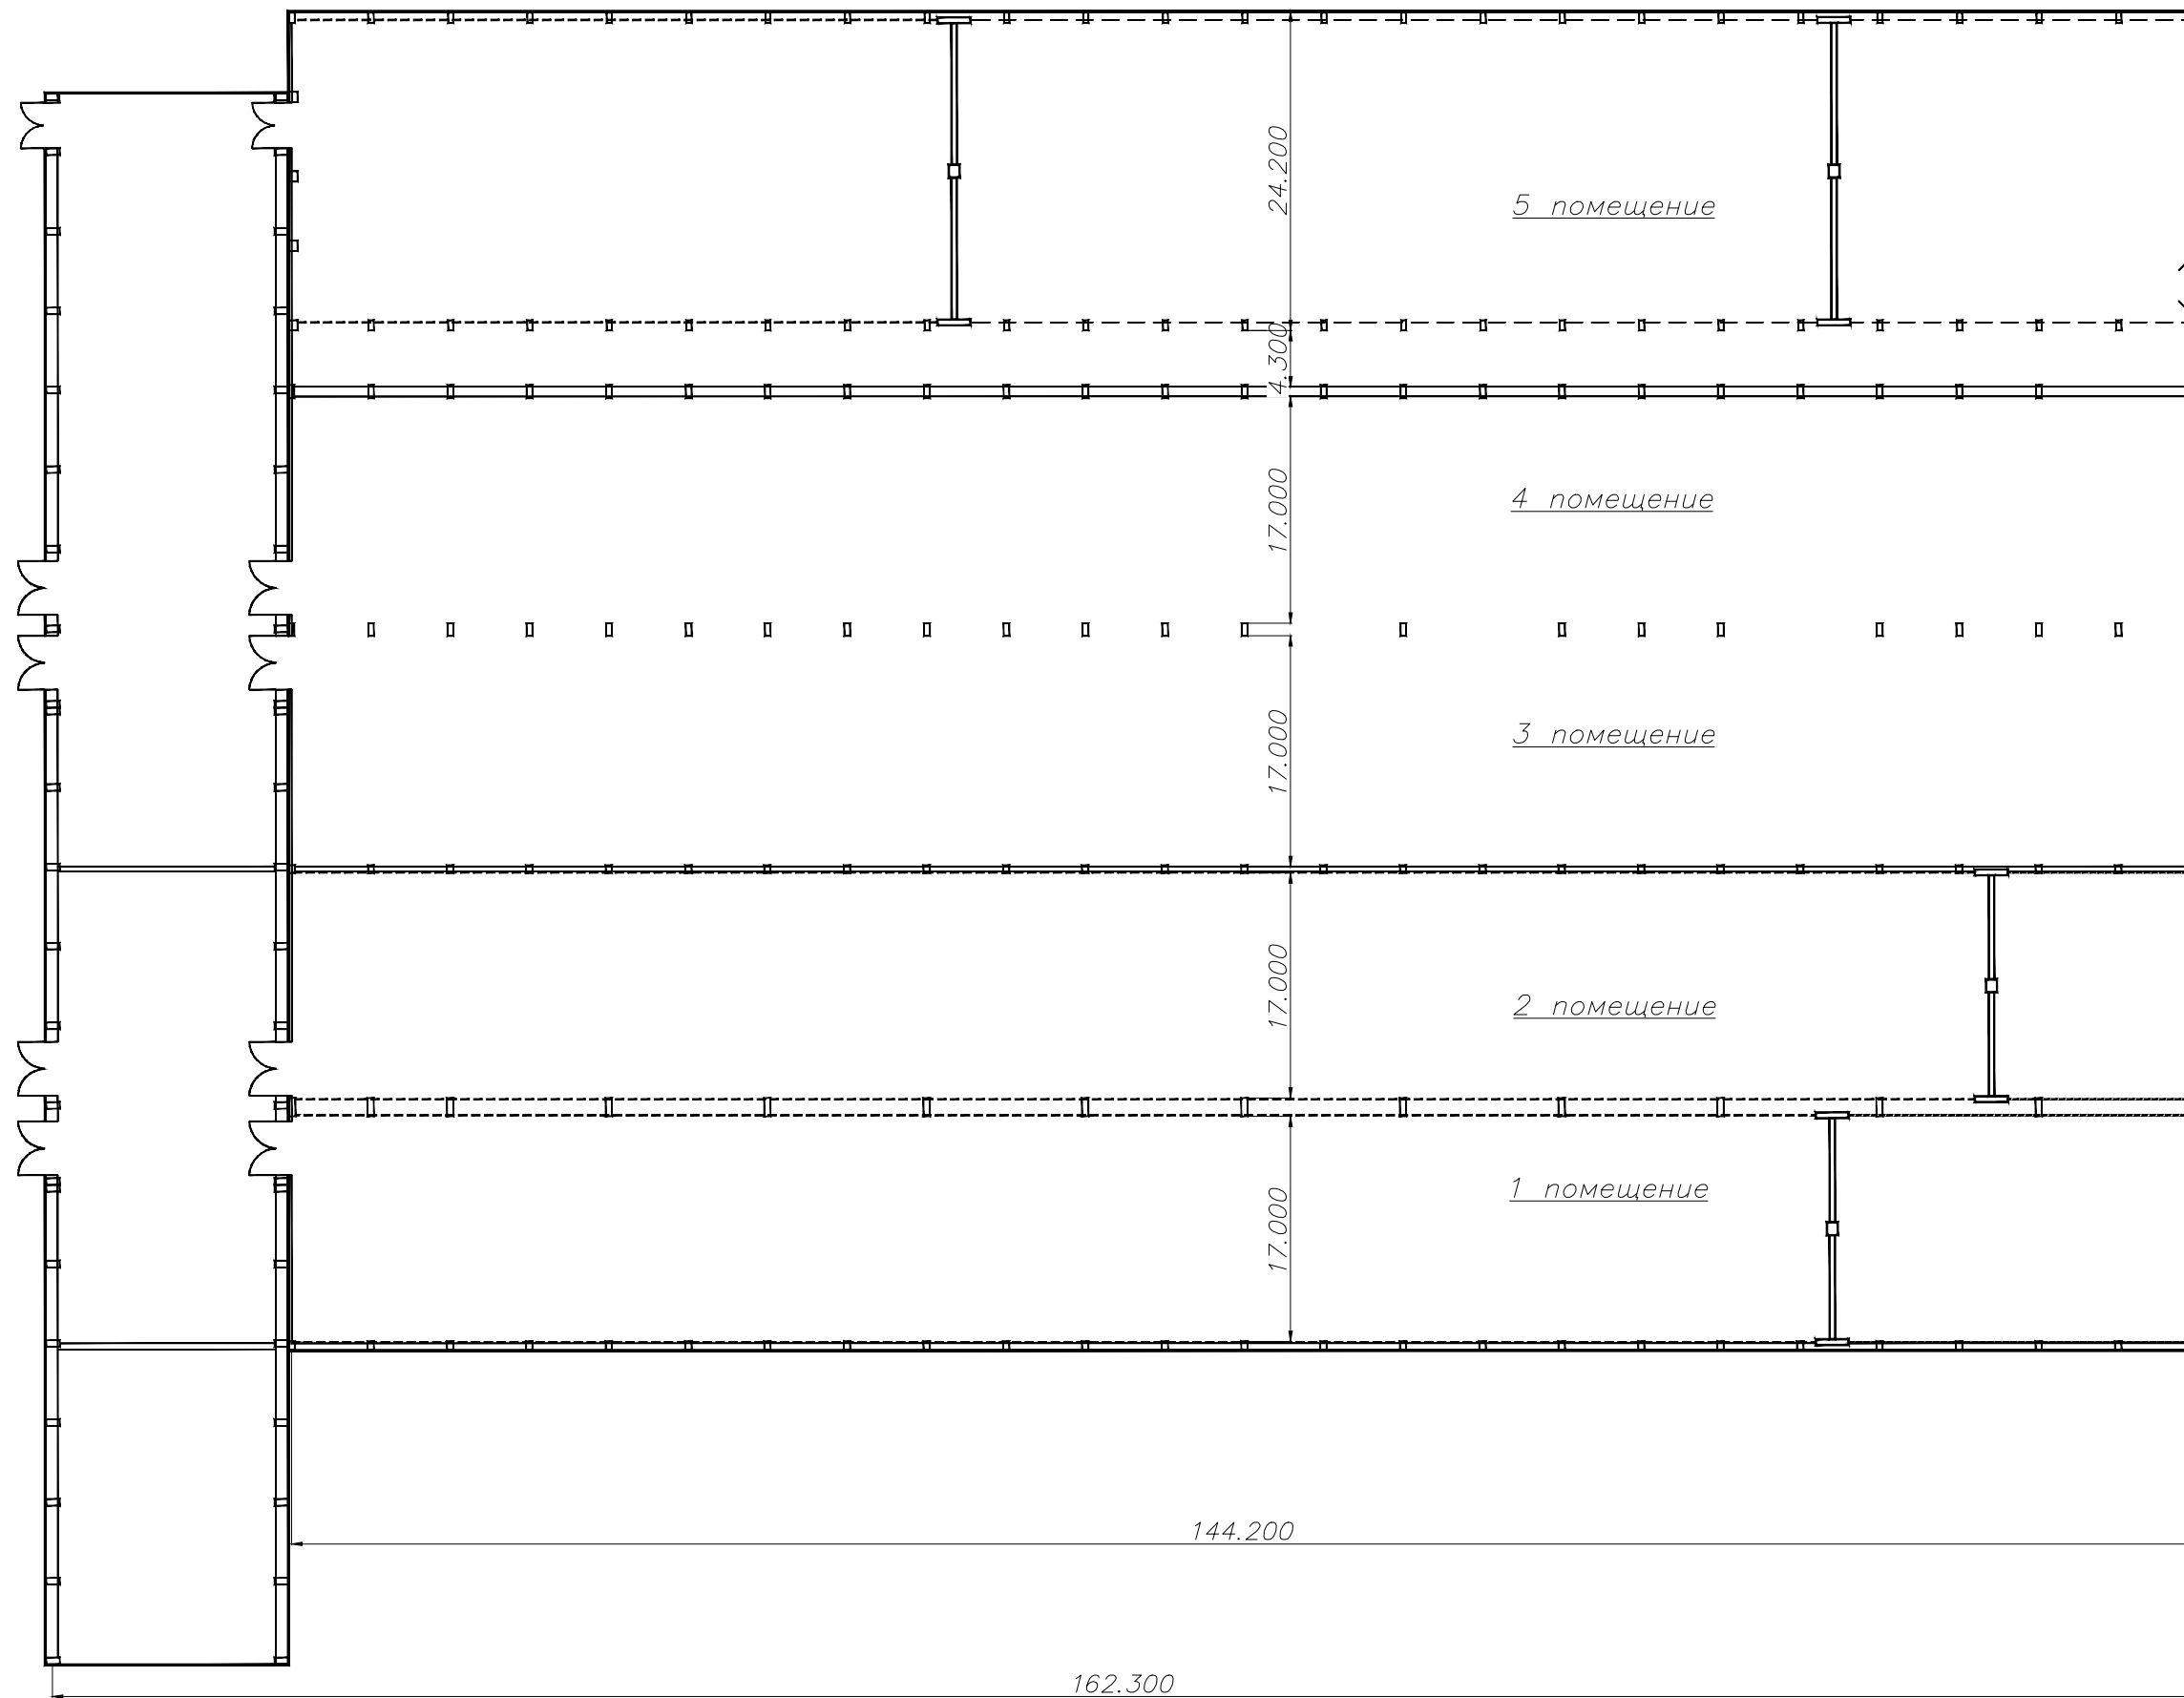 24.200
5 помещение
4.300
17.000
4 помещение
17.000
3 помещение
17.000
2 помещение
17.000
1 помещение
144.200
162.300